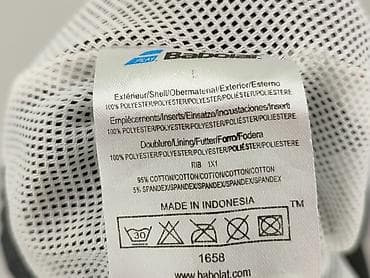 PLAY
Babolat
Extérieur/Shell/Obermaterial/Exterior/Esterno
100% POLYESTER/POLYESTER/POLYESTER/POLIÉSTER/POLIESTERE
Empiècements/Inserts/Einsatzo/Incrustaciones/Inserti
100% POLYESTER/POLYESTER/POLYESTER/POLIÉSTER/POLIESTERE
Doublure/Lining/Futter/Forro/Fodera
100% POLYESTER/POLYESTER/POLYESTER/POLIÉSTER/POLIESTERE
RIB 1X1
95% COTTON/COTTON/COTTON/COTTON/COTTON
5% SPANDEX/SPANDEX/SPANDEX/SPANDEX/SPANDEX
MADE IN INDONESIA
TM
30
1658
www.babolat.com